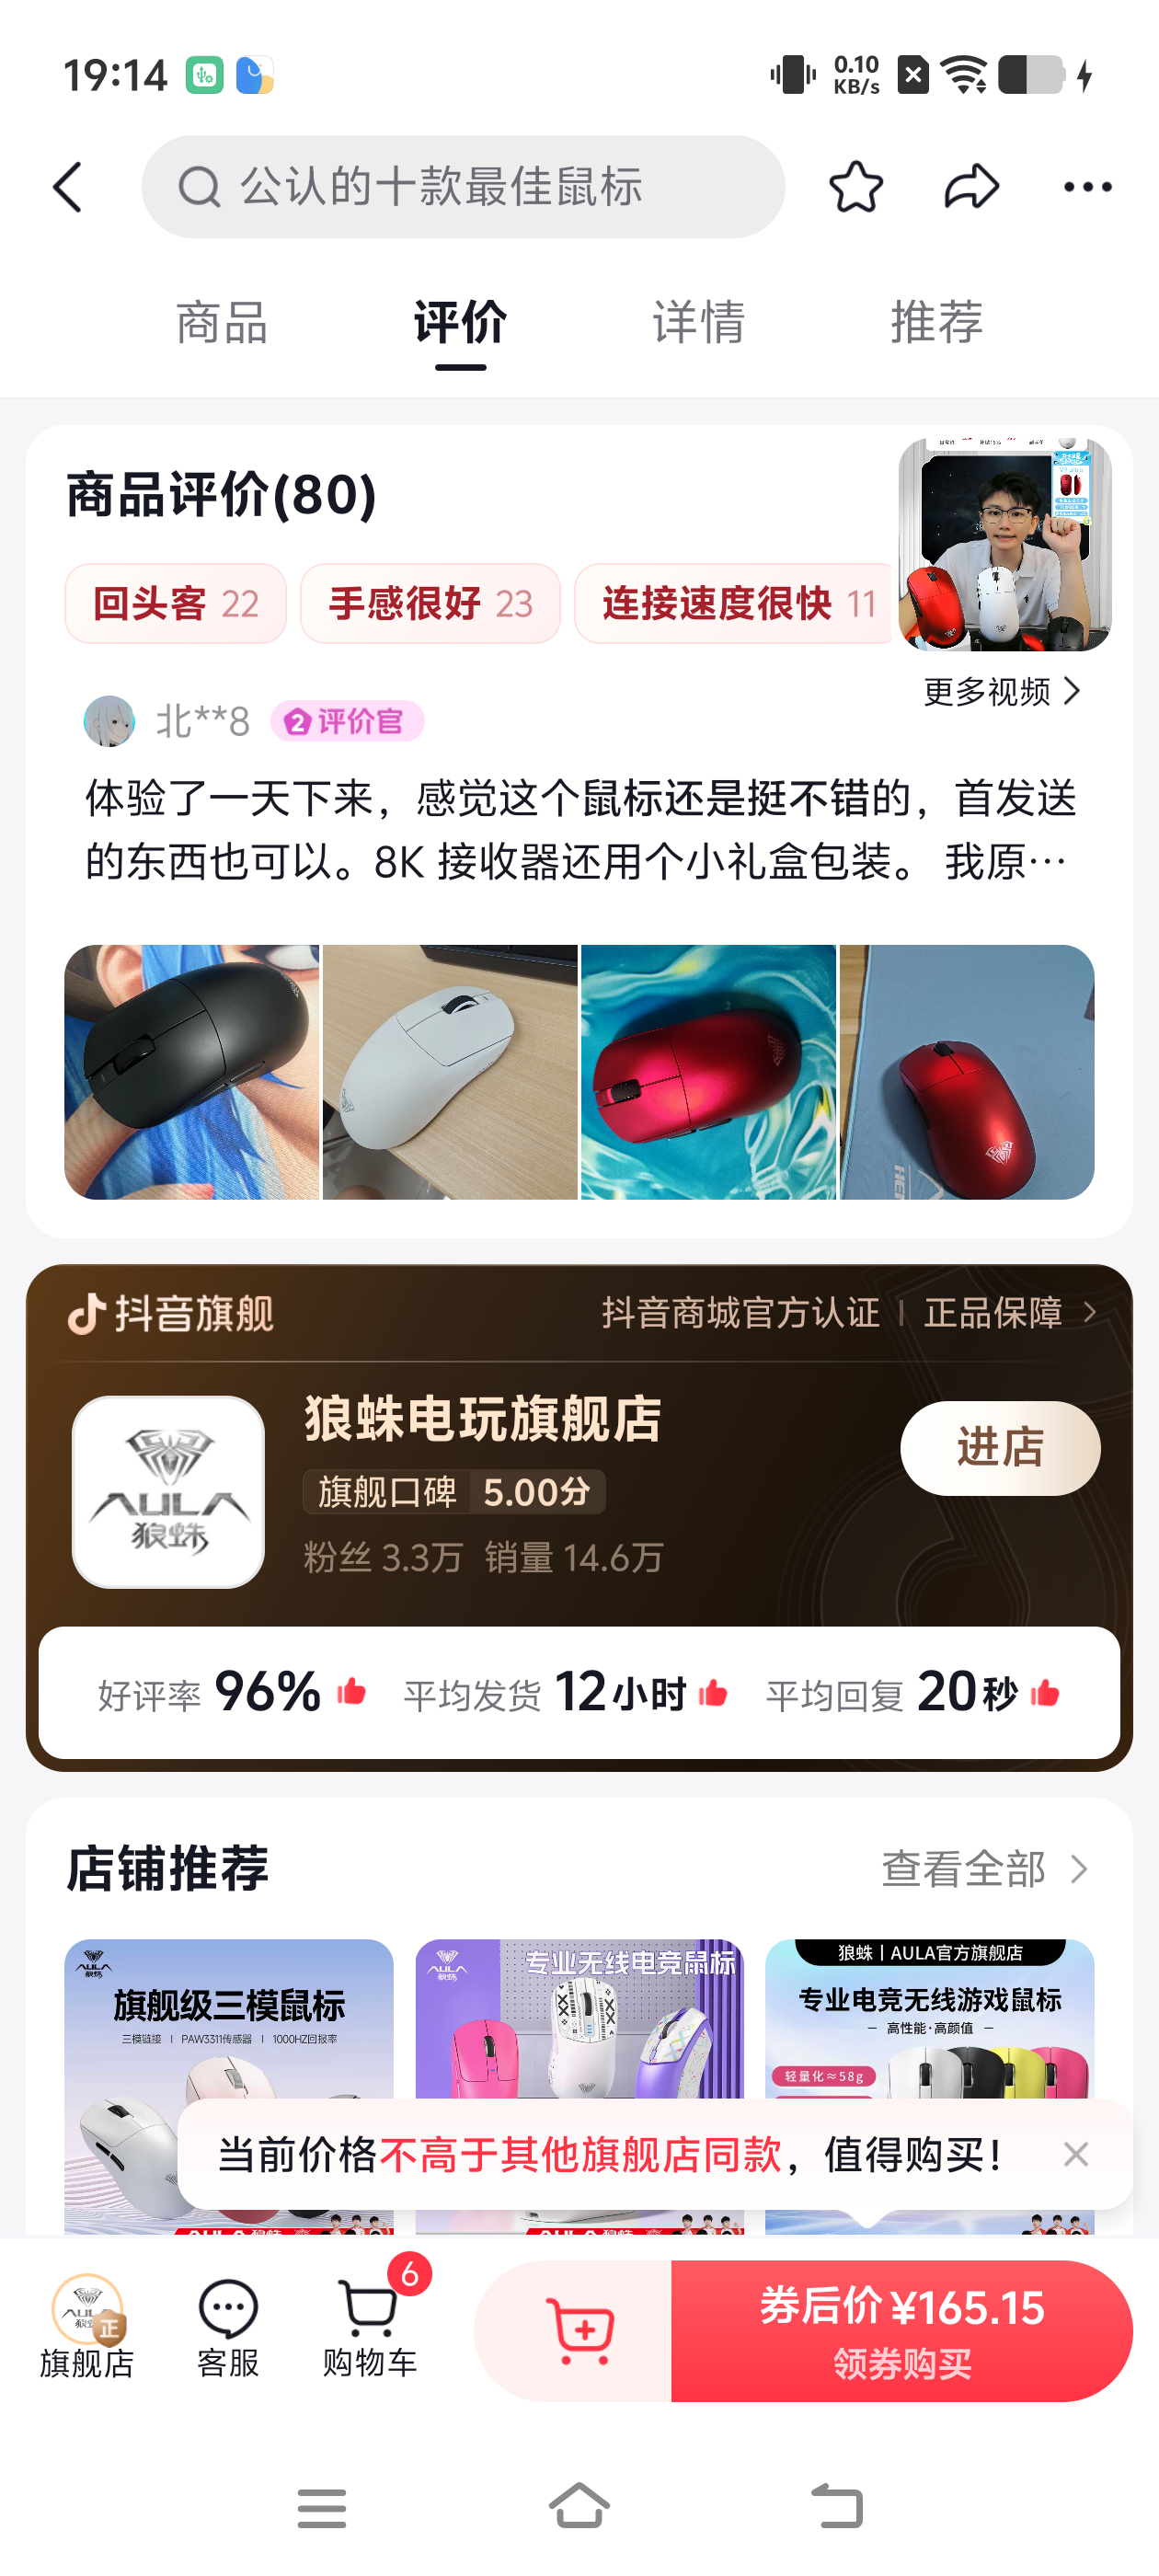 19:14
0.10
KB/s
公认的十款最佳鼠标
商品 评价 详情 推荐
商品评价(80)
回头客 22 手感很好 23 连接速度很快 11
更多视频
北**8 2 评价官
体验了一天下来，感觉这个鼠标还是挺不错的，首发送
的东西也可以。8K 接收器还用个小礼盒包装。 我原…
抖音旗舰 抖音商城官方认证 | 正品保障
狼蛛电玩旗舰店
进店
旗舰口碑 5.00分
粉丝 3.3万 销量 14.6万
AULA
狼蛛
好评率 96% 平均发货 12小时 平均回复 20秒
店铺推荐 查看全部
AULA
狼蛛
旗舰级三模鼠标
三模链接 | PAW3311传感器 | 1000HZ回报率
AULA
狼蛛
专业无线电竞鼠标
狼蛛 | AULA官方旗舰店
专业电竞无线游戏鼠标
– 高性能·高颜值 –
轻量化≈58g
当前价格不高于其他旗舰店同款，值得购买！
正
旗舰店
客服
6
购物车
券后价 ¥165.15
领券购买